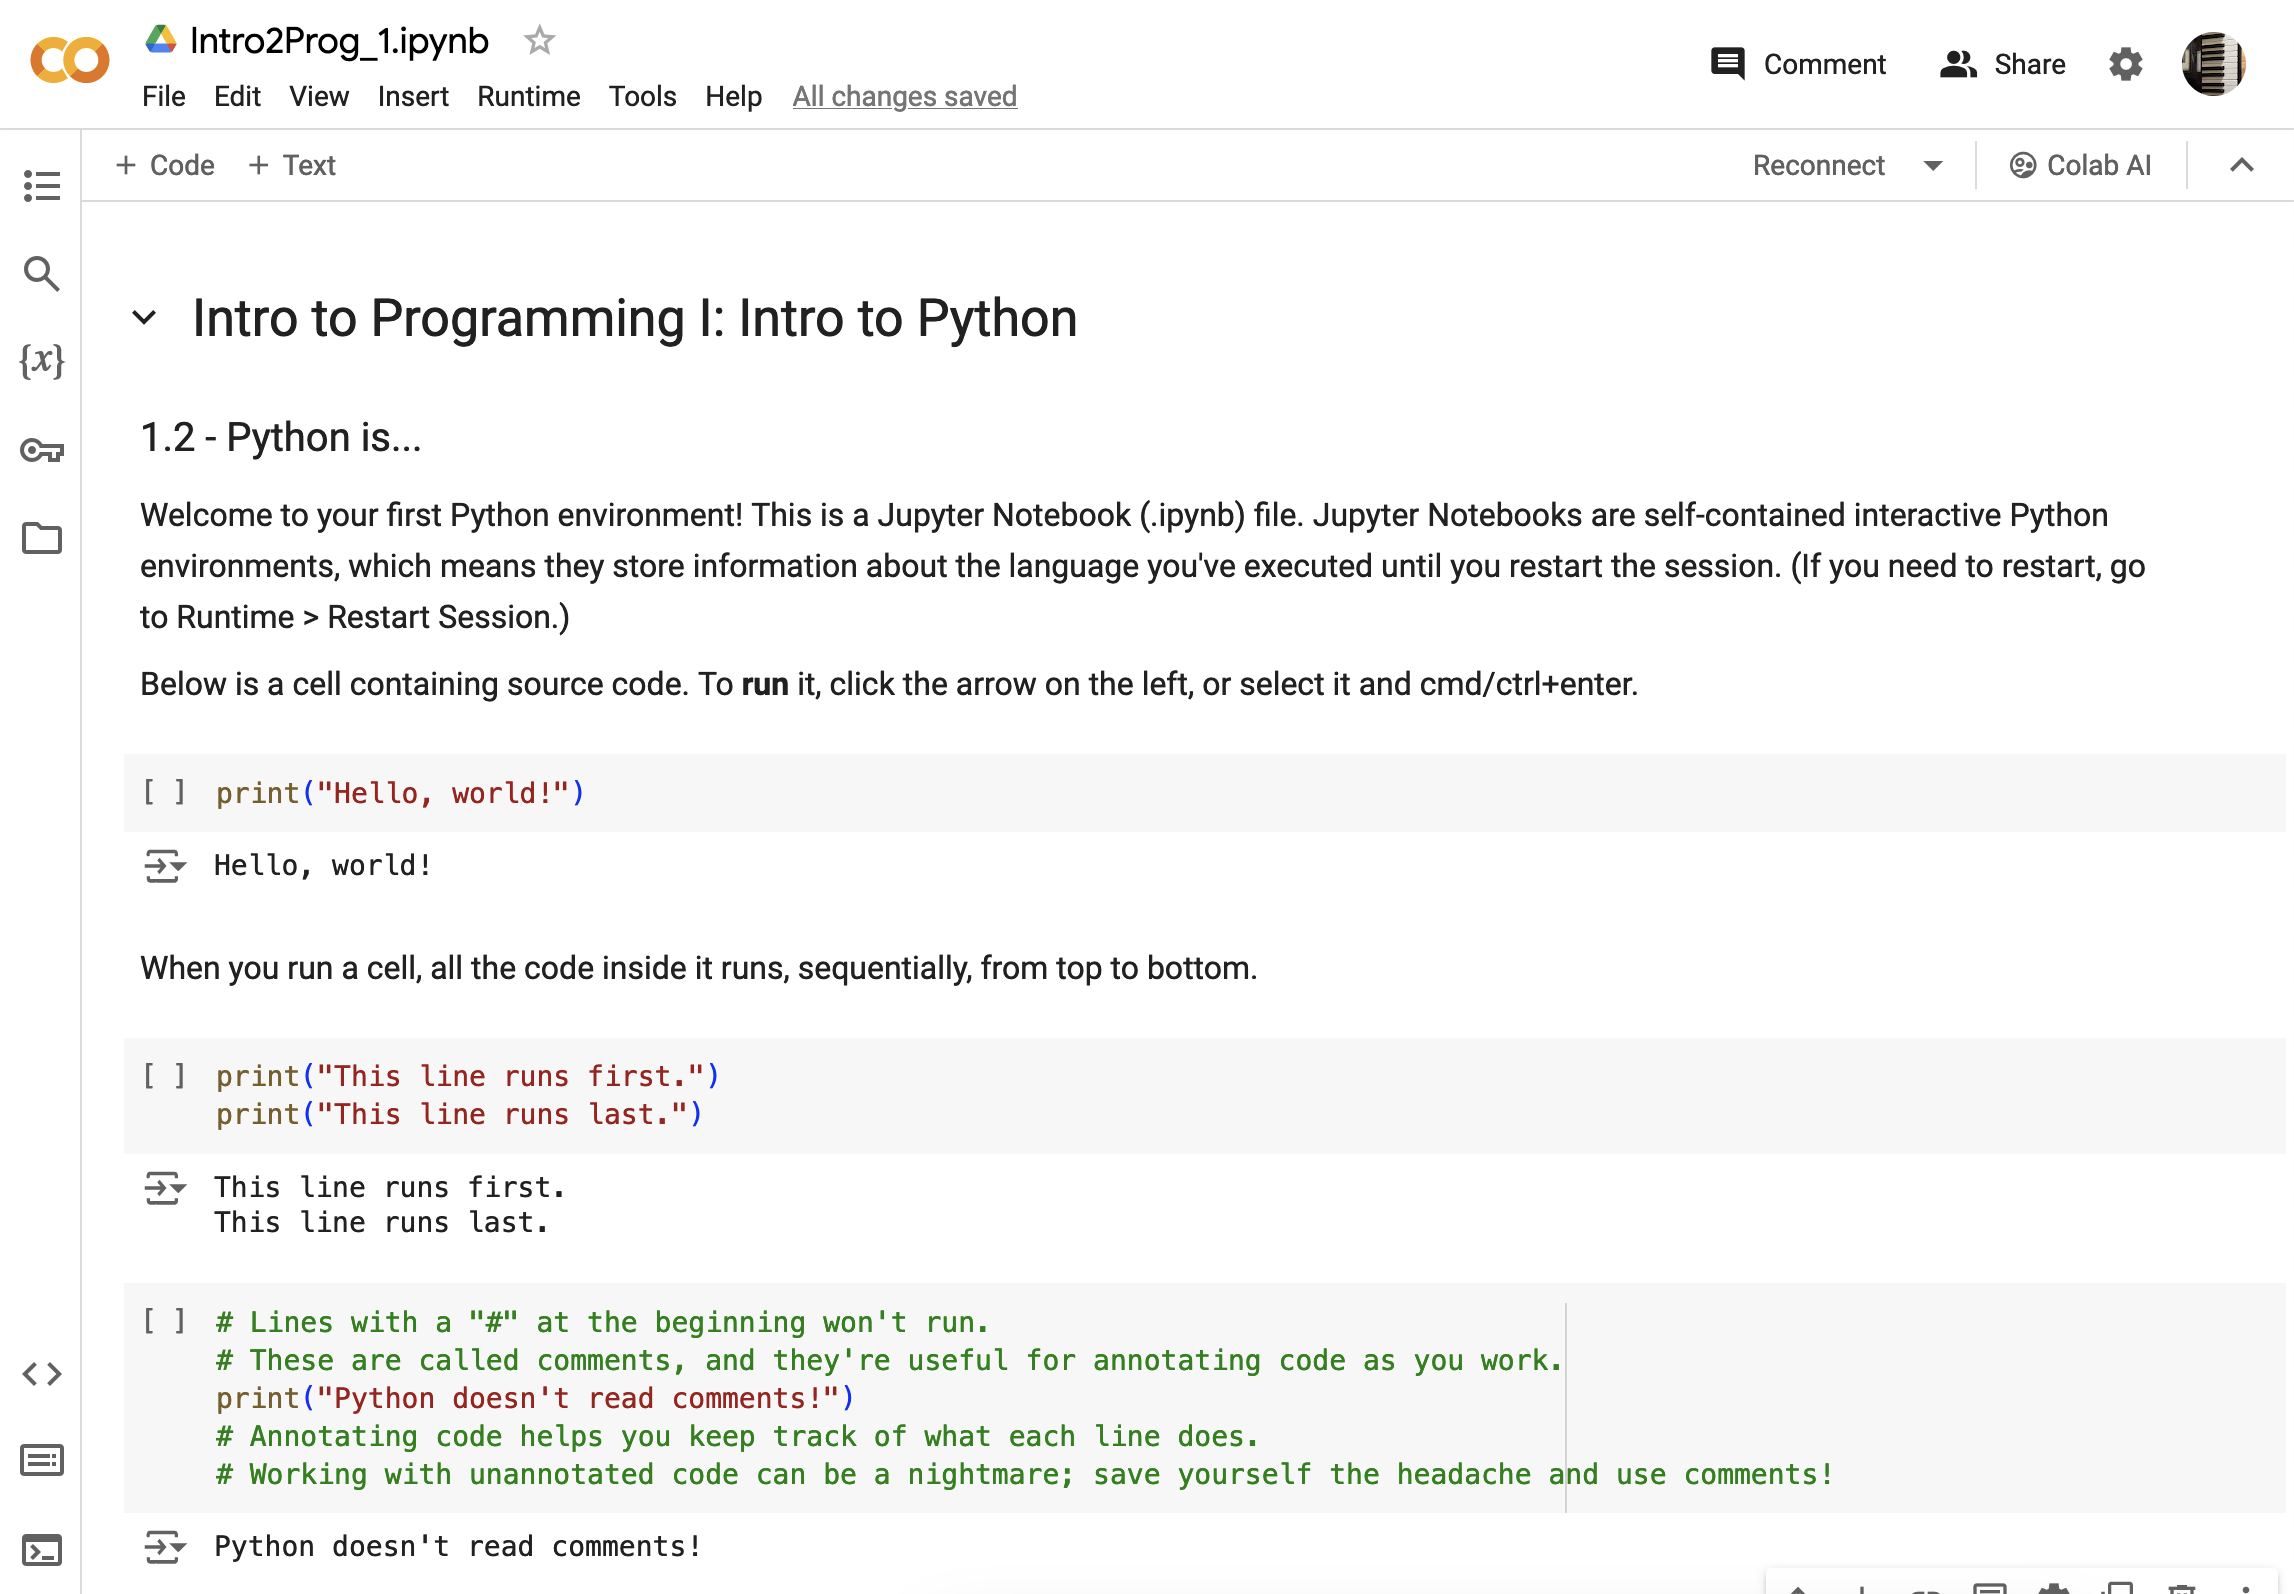 Intro2Prog_1.ipynb
File Edit View Insert Runtime Tools Help All changes saved
Comment Share
+ Code + Text
Reconnect Colab AI
Intro to Programming I: Intro to Python
{x}
1.2 - Python is...
Welcome to your first Python environment! This is a Jupyter Notebook (.ipynb) file. Jupyter Notebooks are self-contained interactive Python
environments, which means they store information about the language you've executed until you restart the session. (If you need to restart, go
to Runtime > Restart Session.)
Below is a cell containing source code. To run it, click the arrow on the left, or select it and cmd/ctrl+enter.
[ ] print("Hello, world!")
Hello, world!
When you run a cell, all the code inside it runs, sequentially, from top to bottom.
[ ] print("This line runs first.")
print("This line runs last.")
This line runs first.
This line runs last.
[ ] # Lines with a "#" at the beginning won't run.
# These are called comments, and they're useful for annotating code as you work.
print("Python doesn't read comments!")
# Annotating code helps you keep track of what each line does.
# Working with unannotated code can be a nightmare; save yourself the headache and use comments!
Python doesn't read comments!